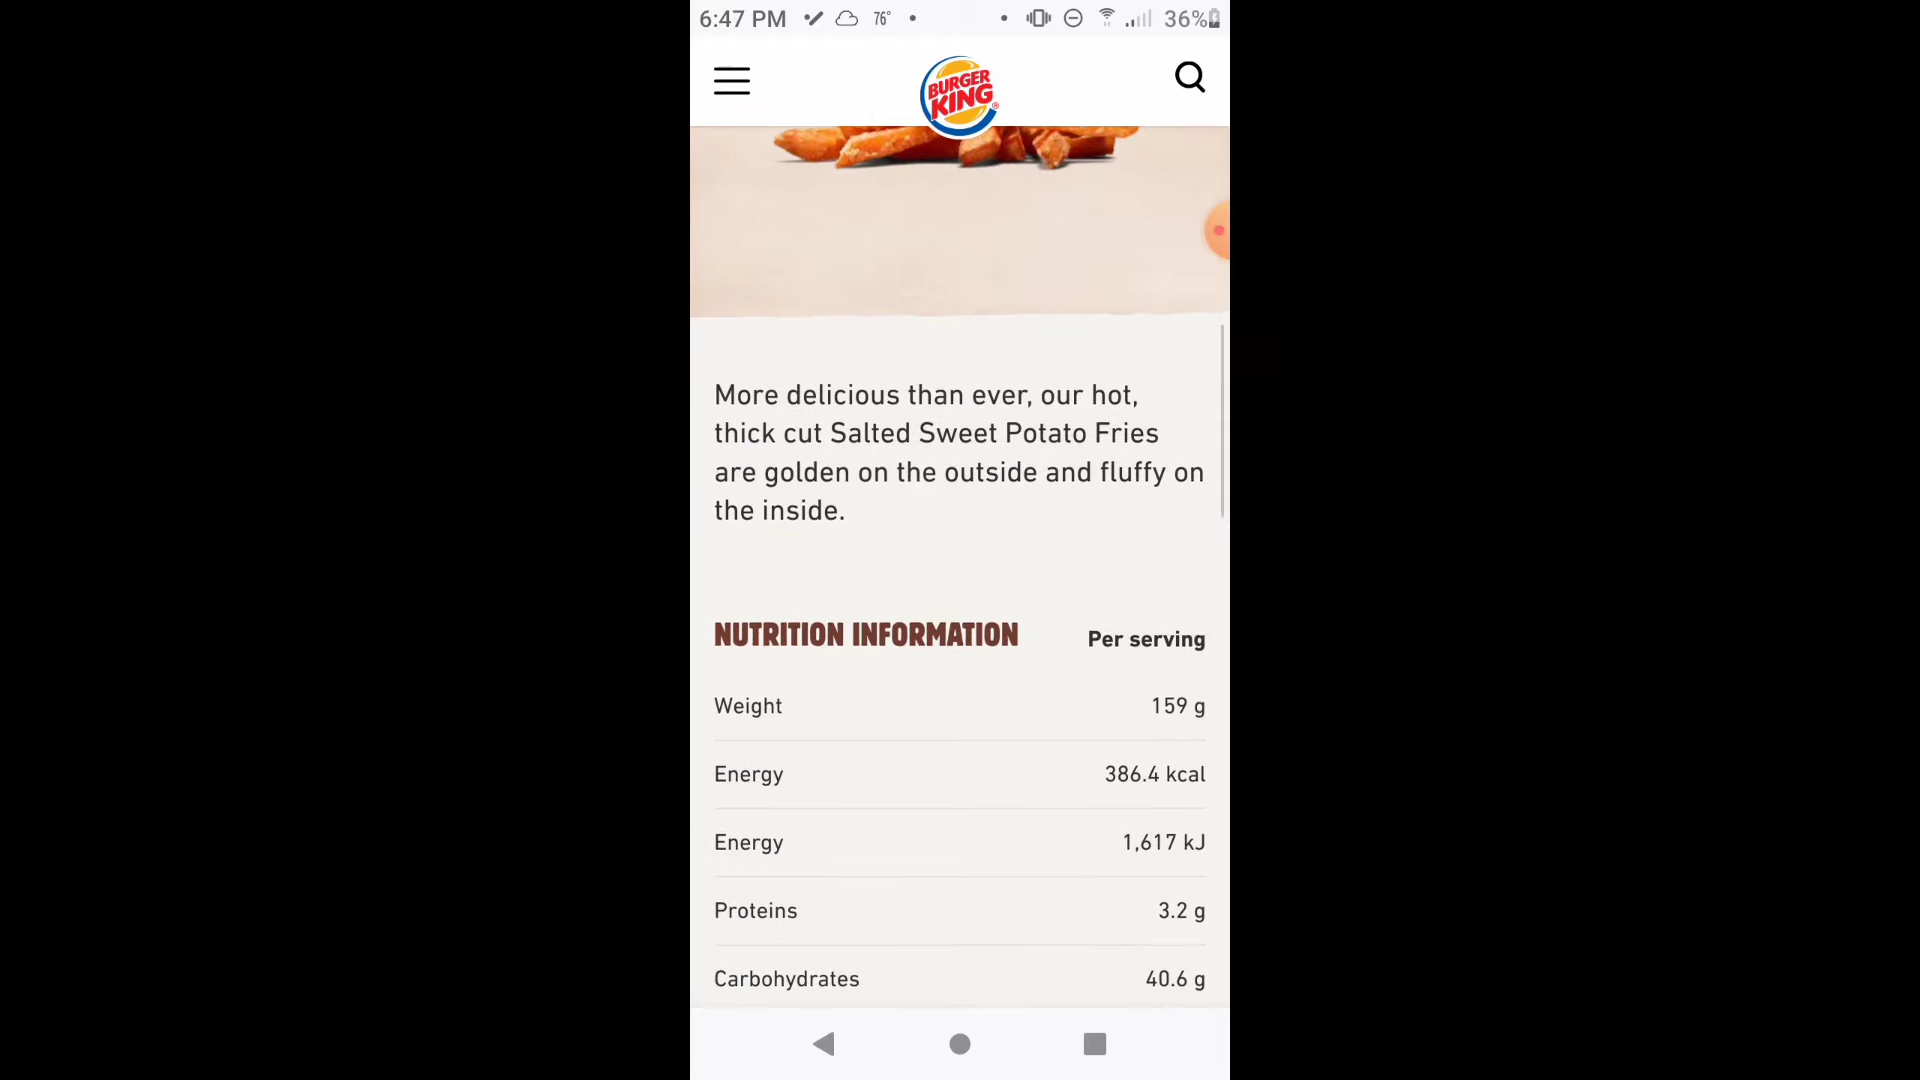 6:47 PM 76° 36%
BURGER
KING
More delicious than ever, our hot,
thick cut Salted Sweet Potato Fries
are golden on the outside and fluffy on
the inside.
NUTRITION INFORMATION Per serving
Weight 159 g
Energy 386.4 kcal
Energy 1,617 kJ
Proteins 3.2 g
Carbohydrates 40.6 g